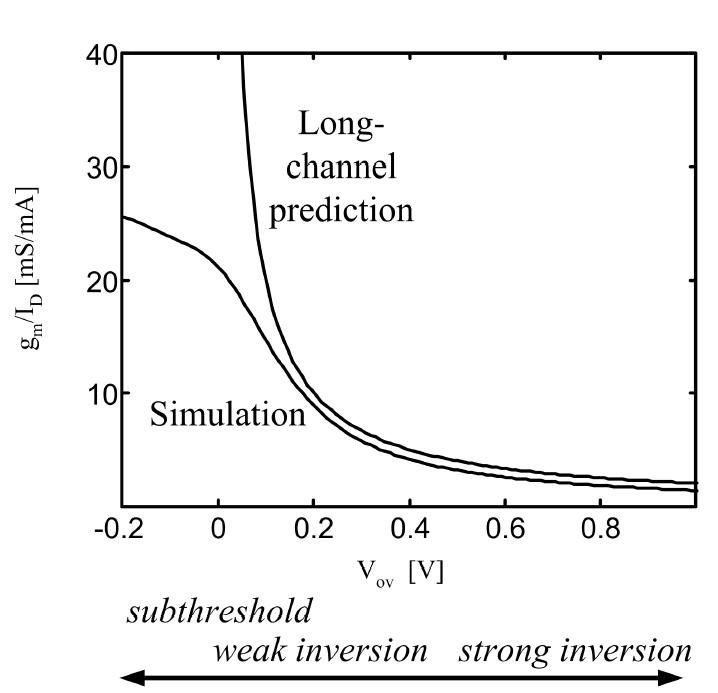 40
30
20
10
g_m/I_D [mS/mA]
Long-
channel
prediction
Simulation
-0.2 0 0.2 0.4 0.6 0.8
V_ov [V]
subthreshold
weak inversion strong inversion